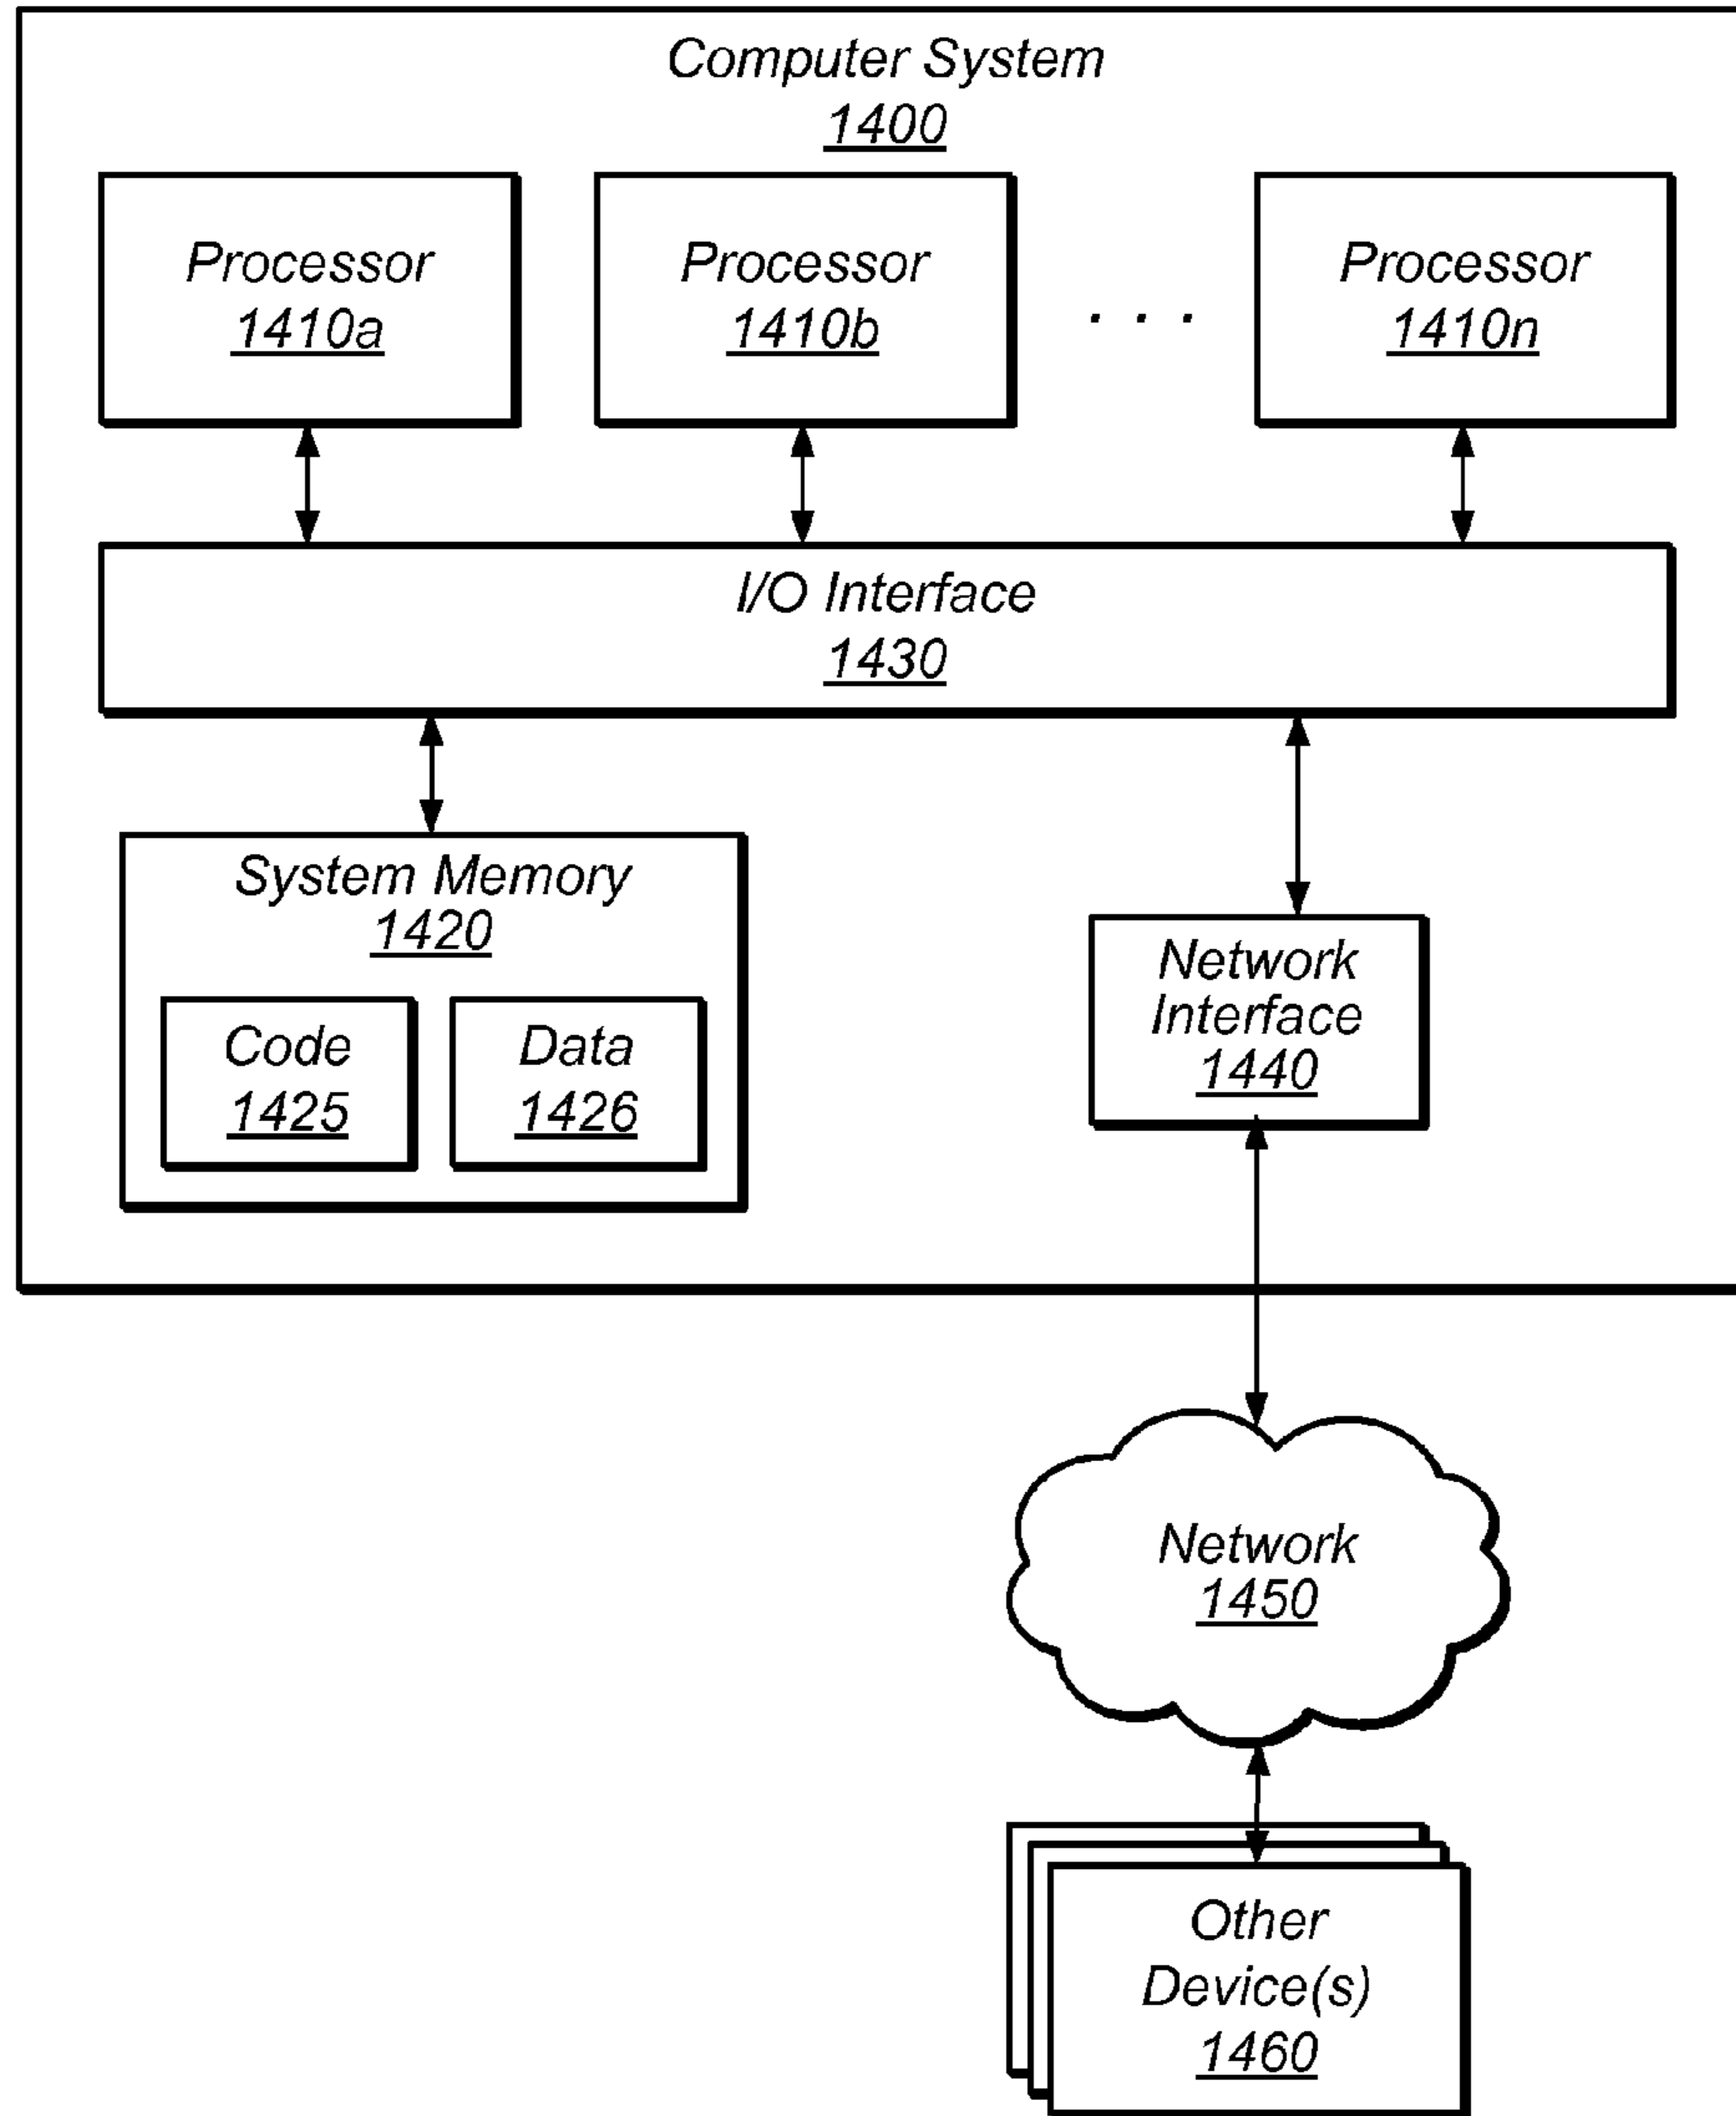 Computer System
1400
Processor
1410a
Processor
1410b
. . .
Processor
1410n
I/O Interface
1430
System Memory
1420
Code
1425
Data
1426
Network
Interface
1440
Network
1450
Other
Device(s)
1460